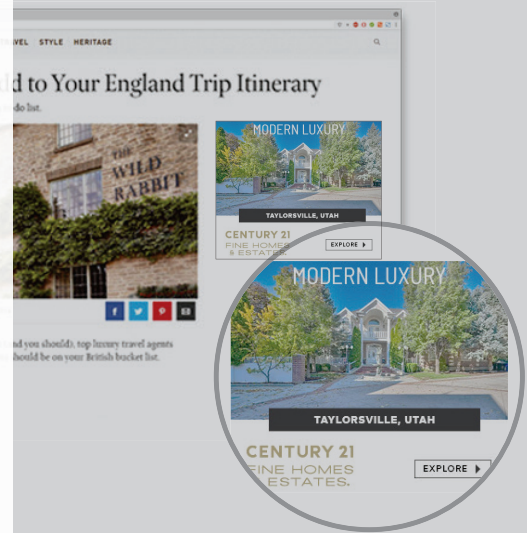 VEL STYLE HERITAGE
d to Your England Trip Itinerary
do list.
THE
WILD
RABBIT
MODERN LUXURY
TAYLORSVILLE, UTAH
CENTURY 21
FINE HOMES
& ESTATES.
EXPLORE
nd you should), top luxury travel agents
should be on your British bucket list.
MODERN LUXURY
TAYLORSVILLE, UTAH
CENTURY 21
FINE HOMES
ESTATES.
EXPLORE